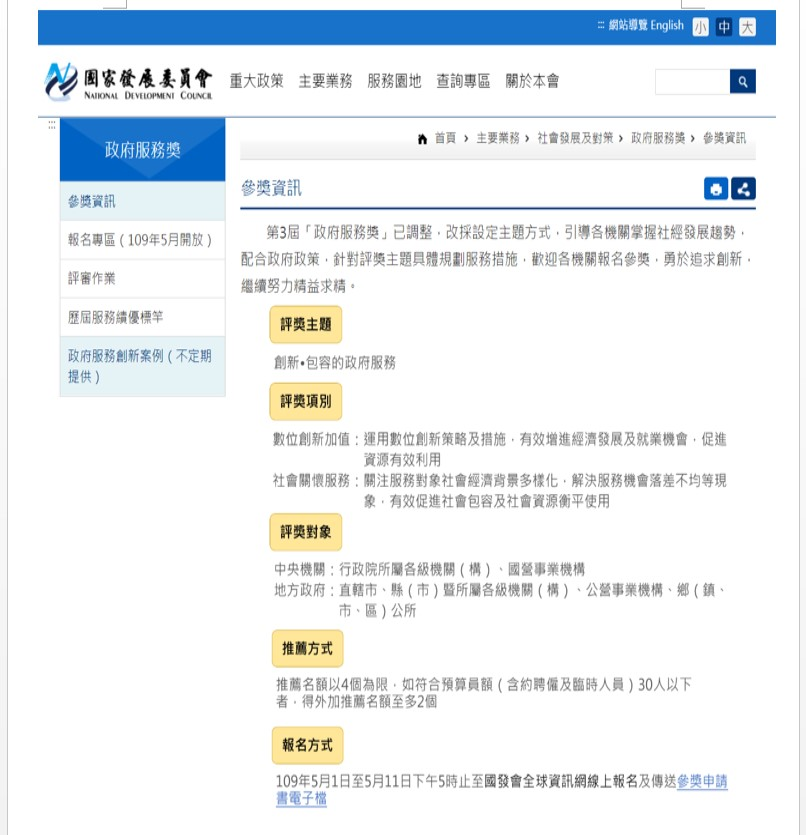 ::: 網站導覽 English 小 中 大
國家發展委員會
NATIONAL DEVELOPMENT COUNCIL
重大政策 主要業務 服務園地 查詢專區 關於本會
:::
政府服務獎
參獎資訊
報名專區（109年5月開放）
評審作業
歷屆服務績優標竿
政府服務創新案例（不定期
提供）
首頁 › 主要業務 › 社會發展及對策 › 政府服務獎 › 參獎資訊
參獎資訊
第3屆「政府服務獎」已調整，改採設定主題方式，引導各機關掌握社經發展趨勢，
配合政府政策，針對評獎主題具體規劃服務措施，歡迎各機關報名參獎，勇於追求創新，
繼續努力精益求精。
評獎主題
創新•包容的政府服務
評獎項別
數位創新加值：運用數位創新策略及措施，有效增進經濟發展及就業機會，促進
資源有效利用
社會關懷服務：關注服務對象社會經濟背景多樣化，解決服務機會落差不均等現
象，有效促進社會包容及社會資源衡平使用
評獎對象
中央機關：行政院所屬各級機關（構）、國營事業機構
地方政府：直轄市、縣（市）暨所屬各級機關（構）、公營事業機構、鄉（鎮、
市、區）公所
推薦方式
推薦名額以4個為限，如符合預算員額（含約聘僱及臨時人員）30人以下
者，得外加推薦名額至多2個
報名方式
109年5月1日至5月11日下午5時止至國發會全球資訊網線上報名及傳送參獎申請
書電子檔